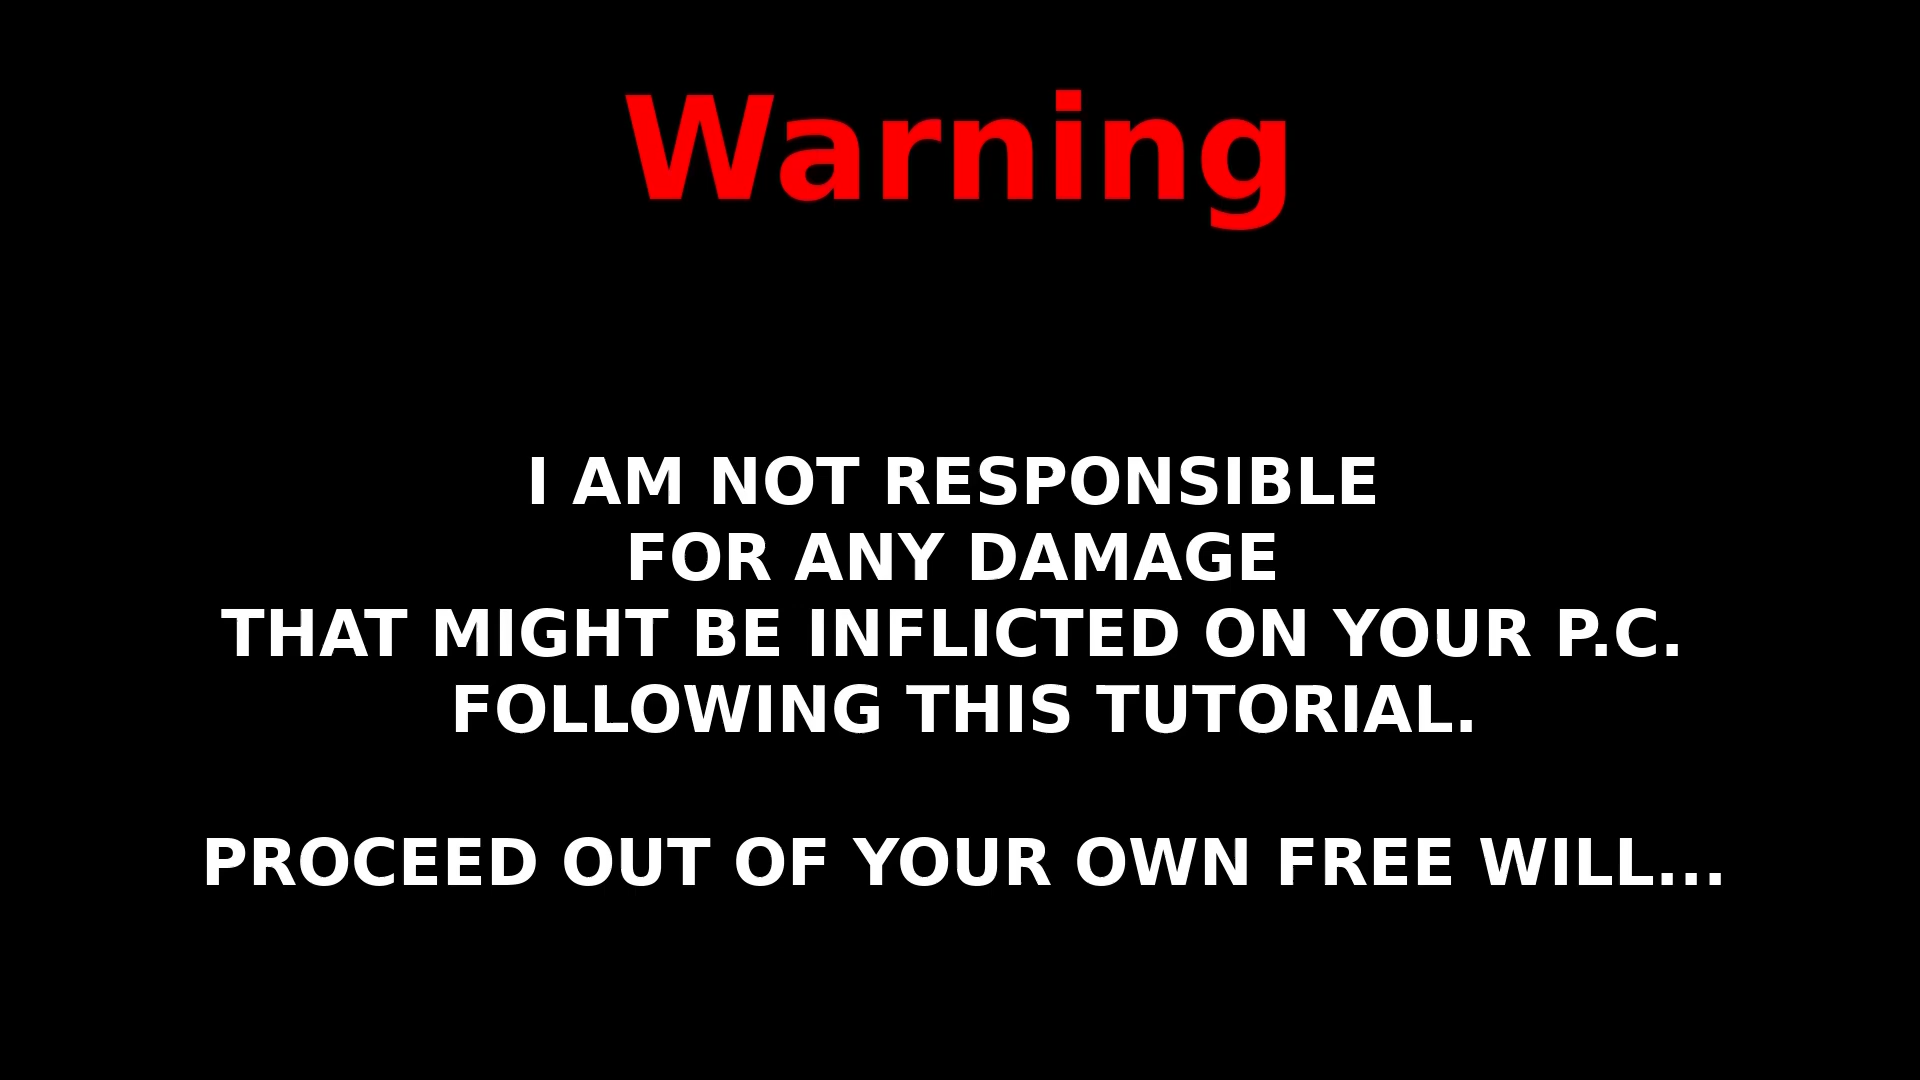 Warning
I AM NOT RESPONSIBLE
FOR ANY DAMAGE
THAT MIGHT BE INFLICTED ON YOUR P.C.
FOLLOWING THIS TUTORIAL.
PROCEED OUT OF YOUR OWN FREE WILL...